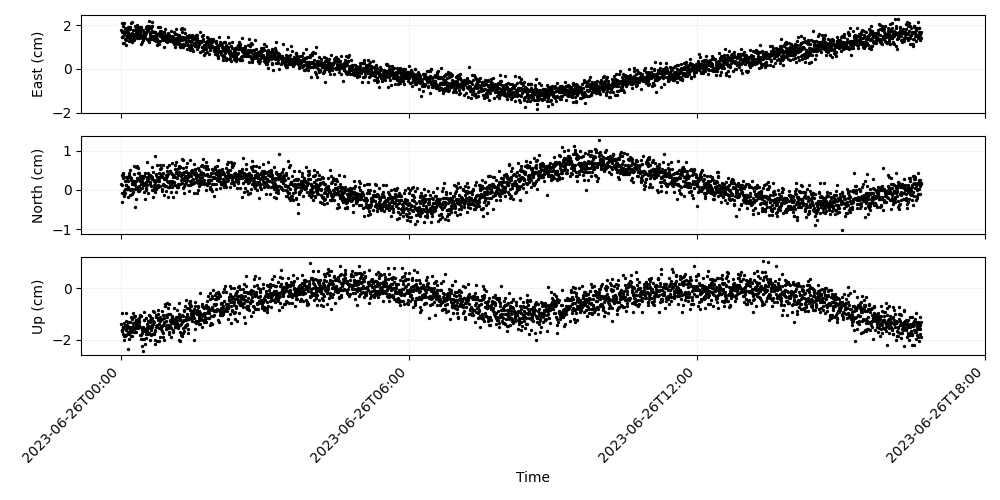 East (cm)
2
0
−2
North (cm)
1
0
−1
Up (cm)
0
−2
2023-06-26T00:00
2023-06-26T06:00
2023-06-26T12:00
2023-06-26T18:00
Time